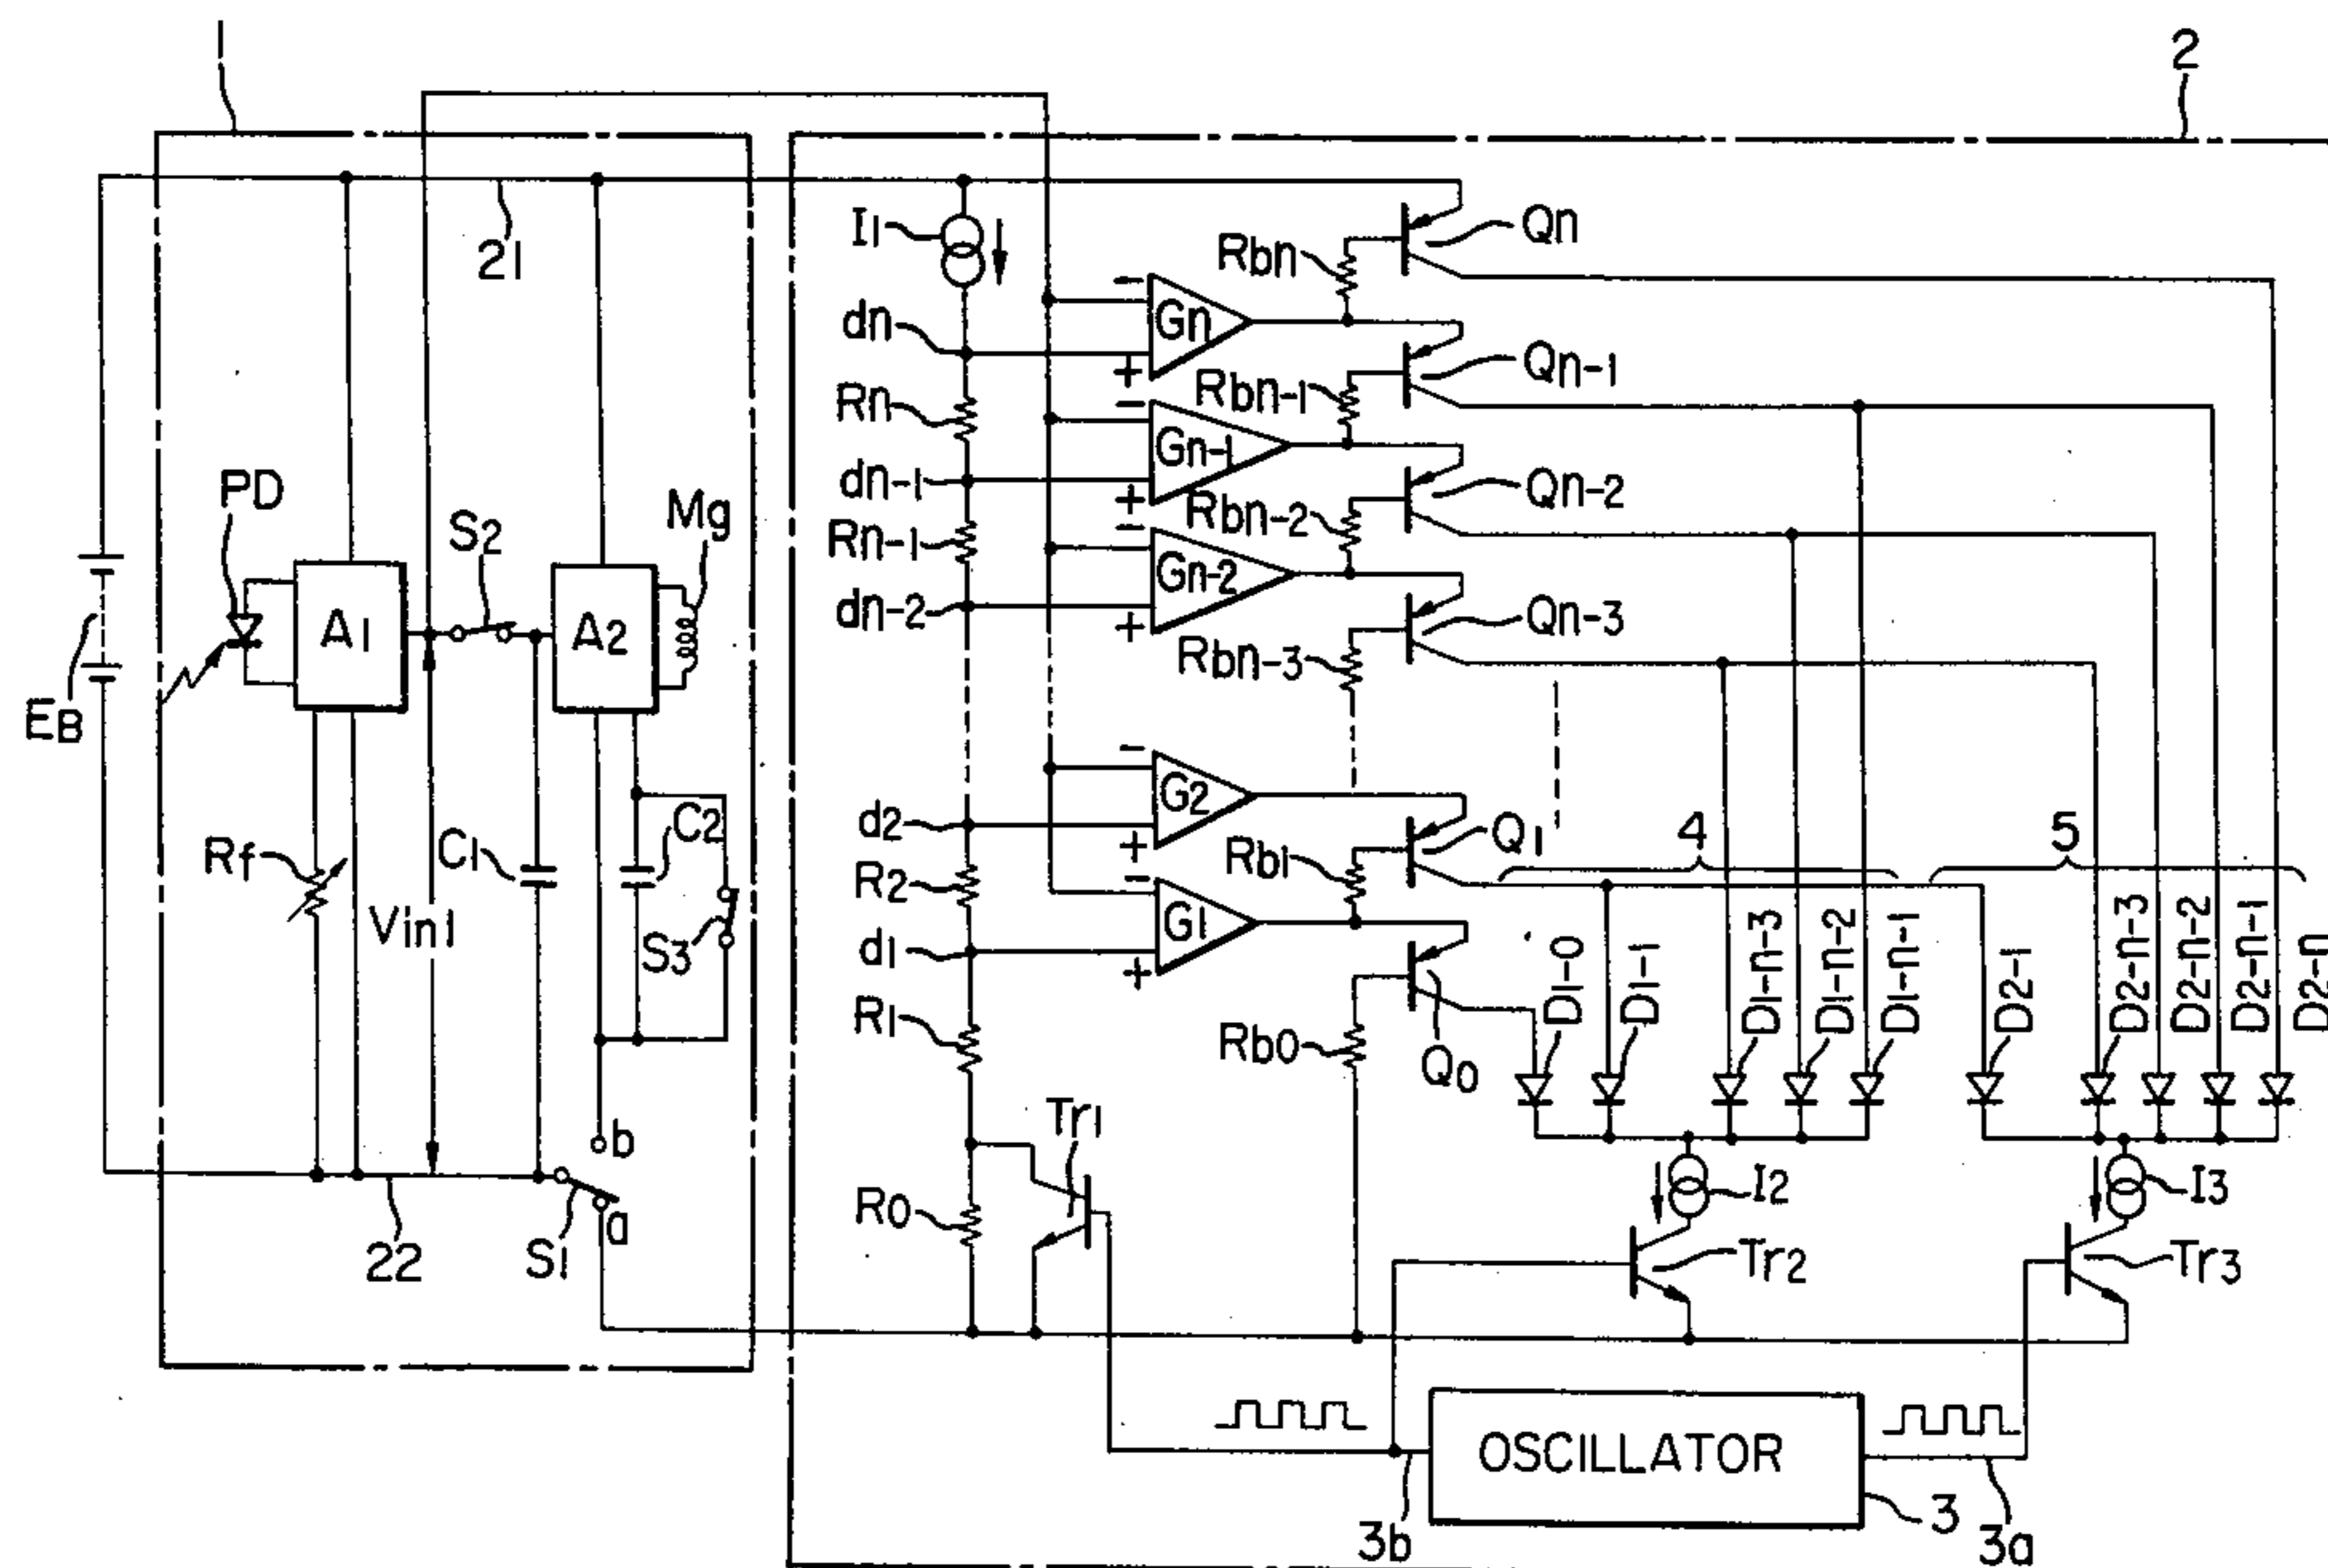 1
2
21
I1
Qn
Rbn
Gn
dn
Qn-1
Rbn-1
Rn
Gn-1
dn-1
PD
S2
Mg
Qn-2
Rbn-2
Rn-1
Gn-2
dn-2
A1
A2
Qn-3
Rbn-3
EB
G2
d2
C1
C2
Rf
Rb1
Q1
4
5
R2
Vin1
S3
G1
d1
D1-0
D1-1
D1-n-3
D1-n-2
D1-n-1
D2-1
D2-n-3
D2-n-2
D2-n-1
D2-n
R1
Rb0
Q0
Tr1
b
I2
I3
R0
a
S1
22
Tr2
Tr3
OSCILLATOR
3b
3
3a
- + - + - + - + - +